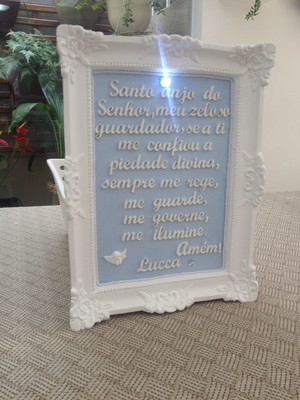 Santo anjo do
Senhor, meu zeloso
guardador, se a ti
me confiou a
piedade divina,
sempre me rege,
me guarde,
me governe,
me ilumine.
Amém!
Lucca